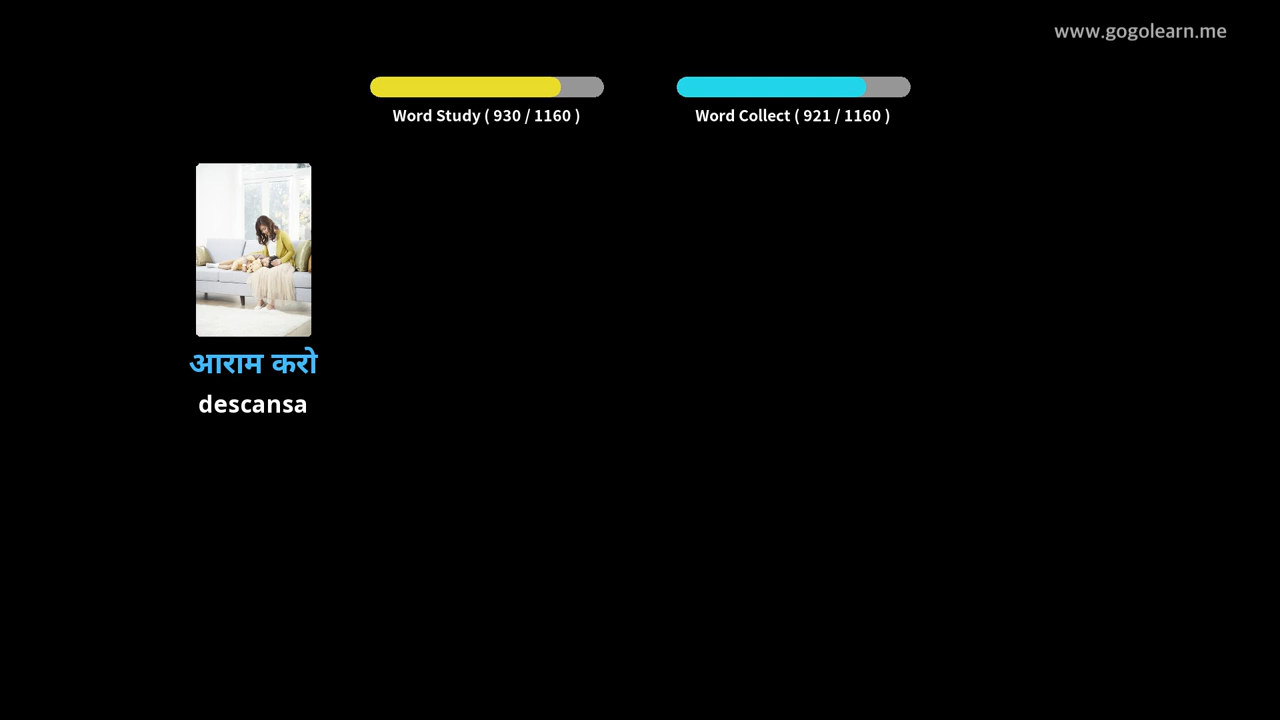 www.gogolearn.me
Word Study ( 930 / 1160 )
Word Collect ( 921 / 1160 )
आराम करो
descansa